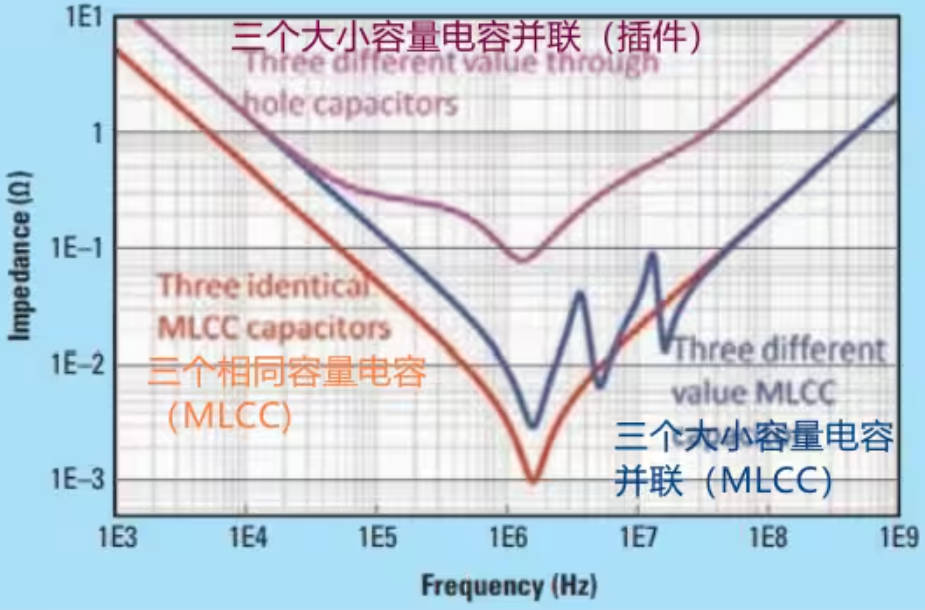 1E1
1
1E–1
1E–2
1E–3
Impedance (Ω)
三个大小容量电容并联（插件）
Three different value through
hole capacitors
Three identical
MLCC capacitors
三个相同容量电容
（MLCC）
Three different
value MLCC
三个大小容量电容
并联（MLCC）
1E3 1E4 1E5 1E6 1E7 1E8 1E9
Frequency (Hz)